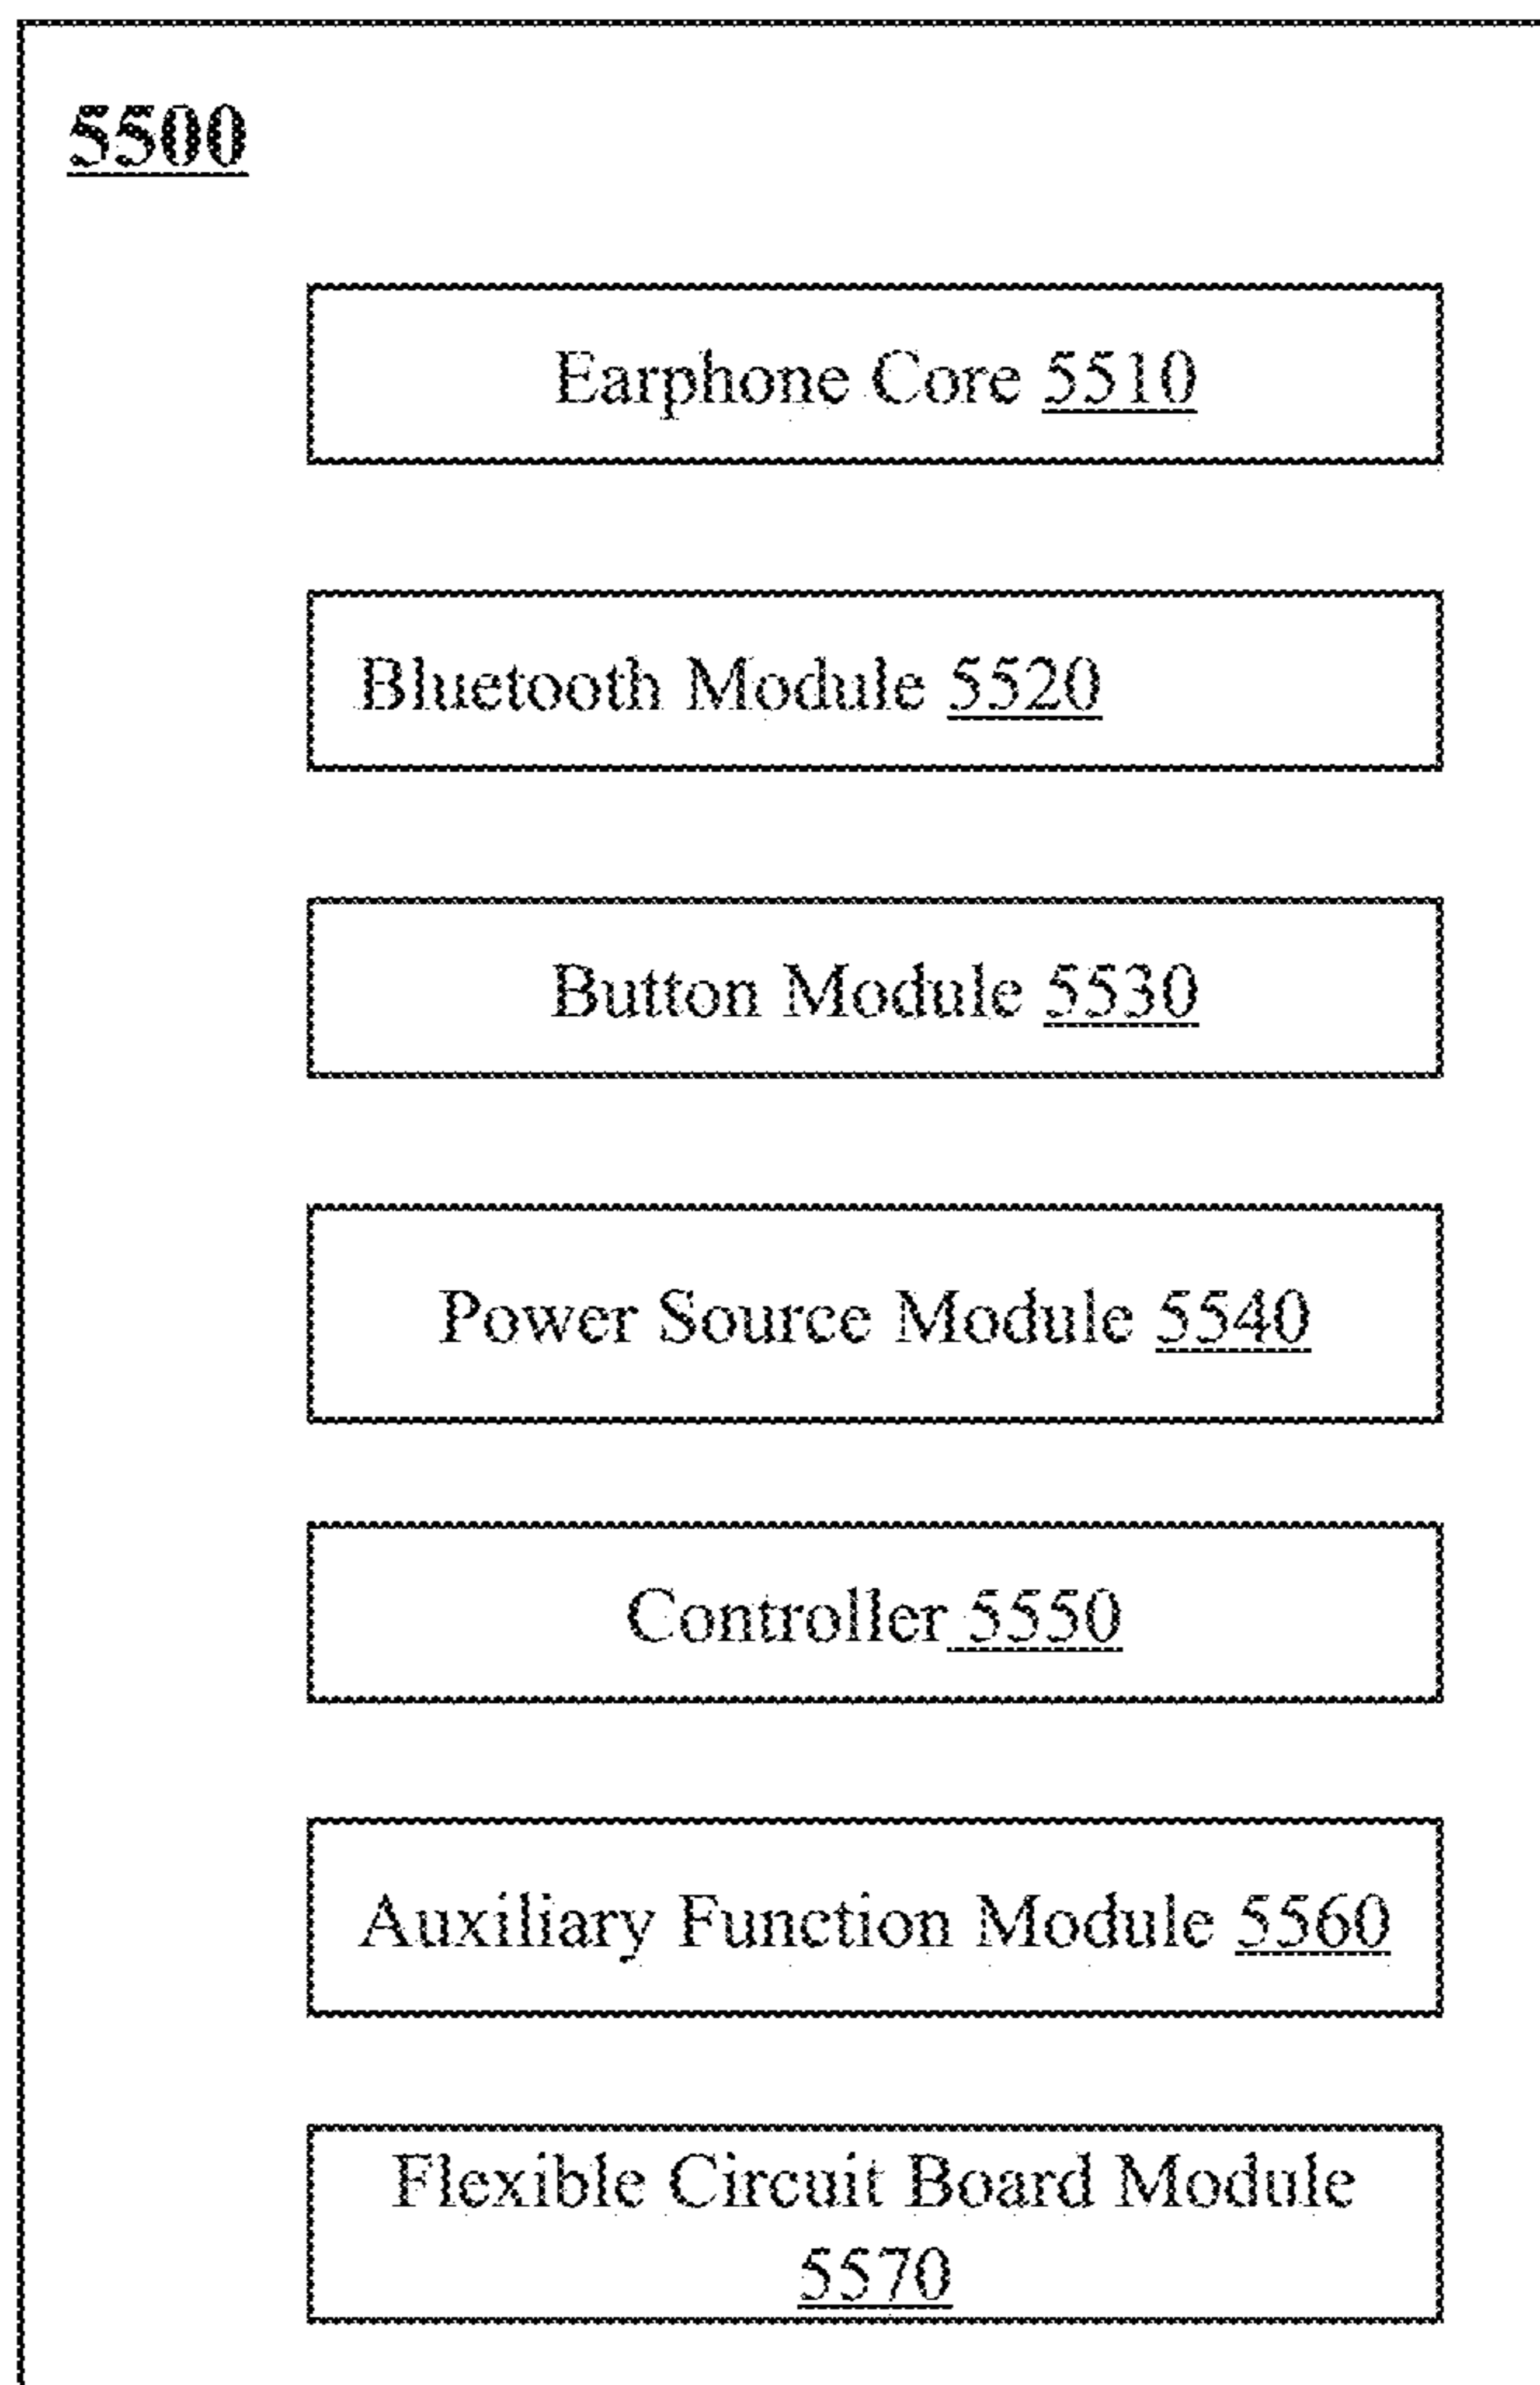 5500
Earphone Core 5510
Bluetooth Module 5520
Button Module 5530
Power Source Module 5540
Controller 5550
Auxiliary Function Module 5560
Flexible Circuit Board Module
5570